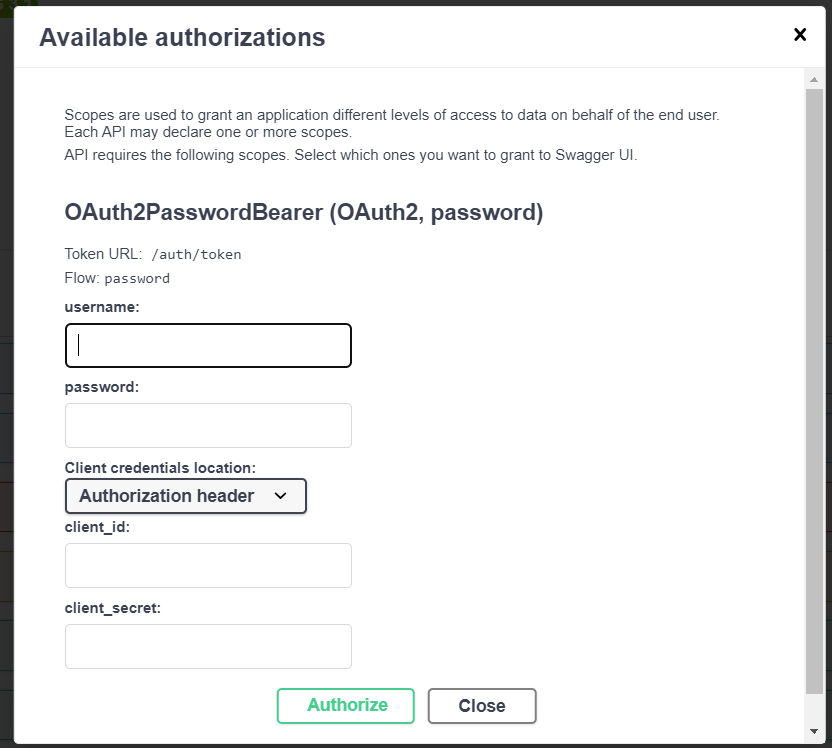 Available authorizations
Scopes are used to grant an application different levels of access to data on behalf of the end user.
Each API may declare one or more scopes.
API requires the following scopes. Select which ones you want to grant to Swagger UI.
OAuth2PasswordBearer (OAuth2, password)
Token URL: /auth/token
Flow: password
username:
password:
Client credentials location:
Authorization header
client_id:
client_secret:
Authorize Close